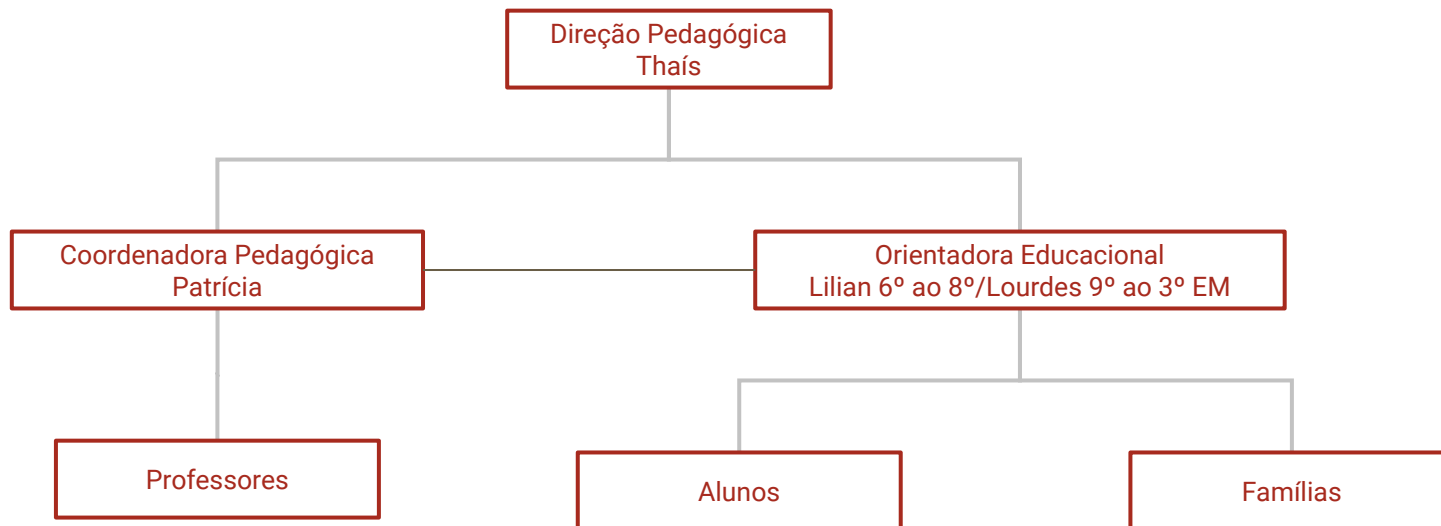 Direção Pedagógica
Thaís
Coordenadora Pedagógica
Patrícia
Orientadora Educacional
Lilian 6º ao 8º/Lourdes 9º ao 3º EM
Professores
Alunos
Famílias